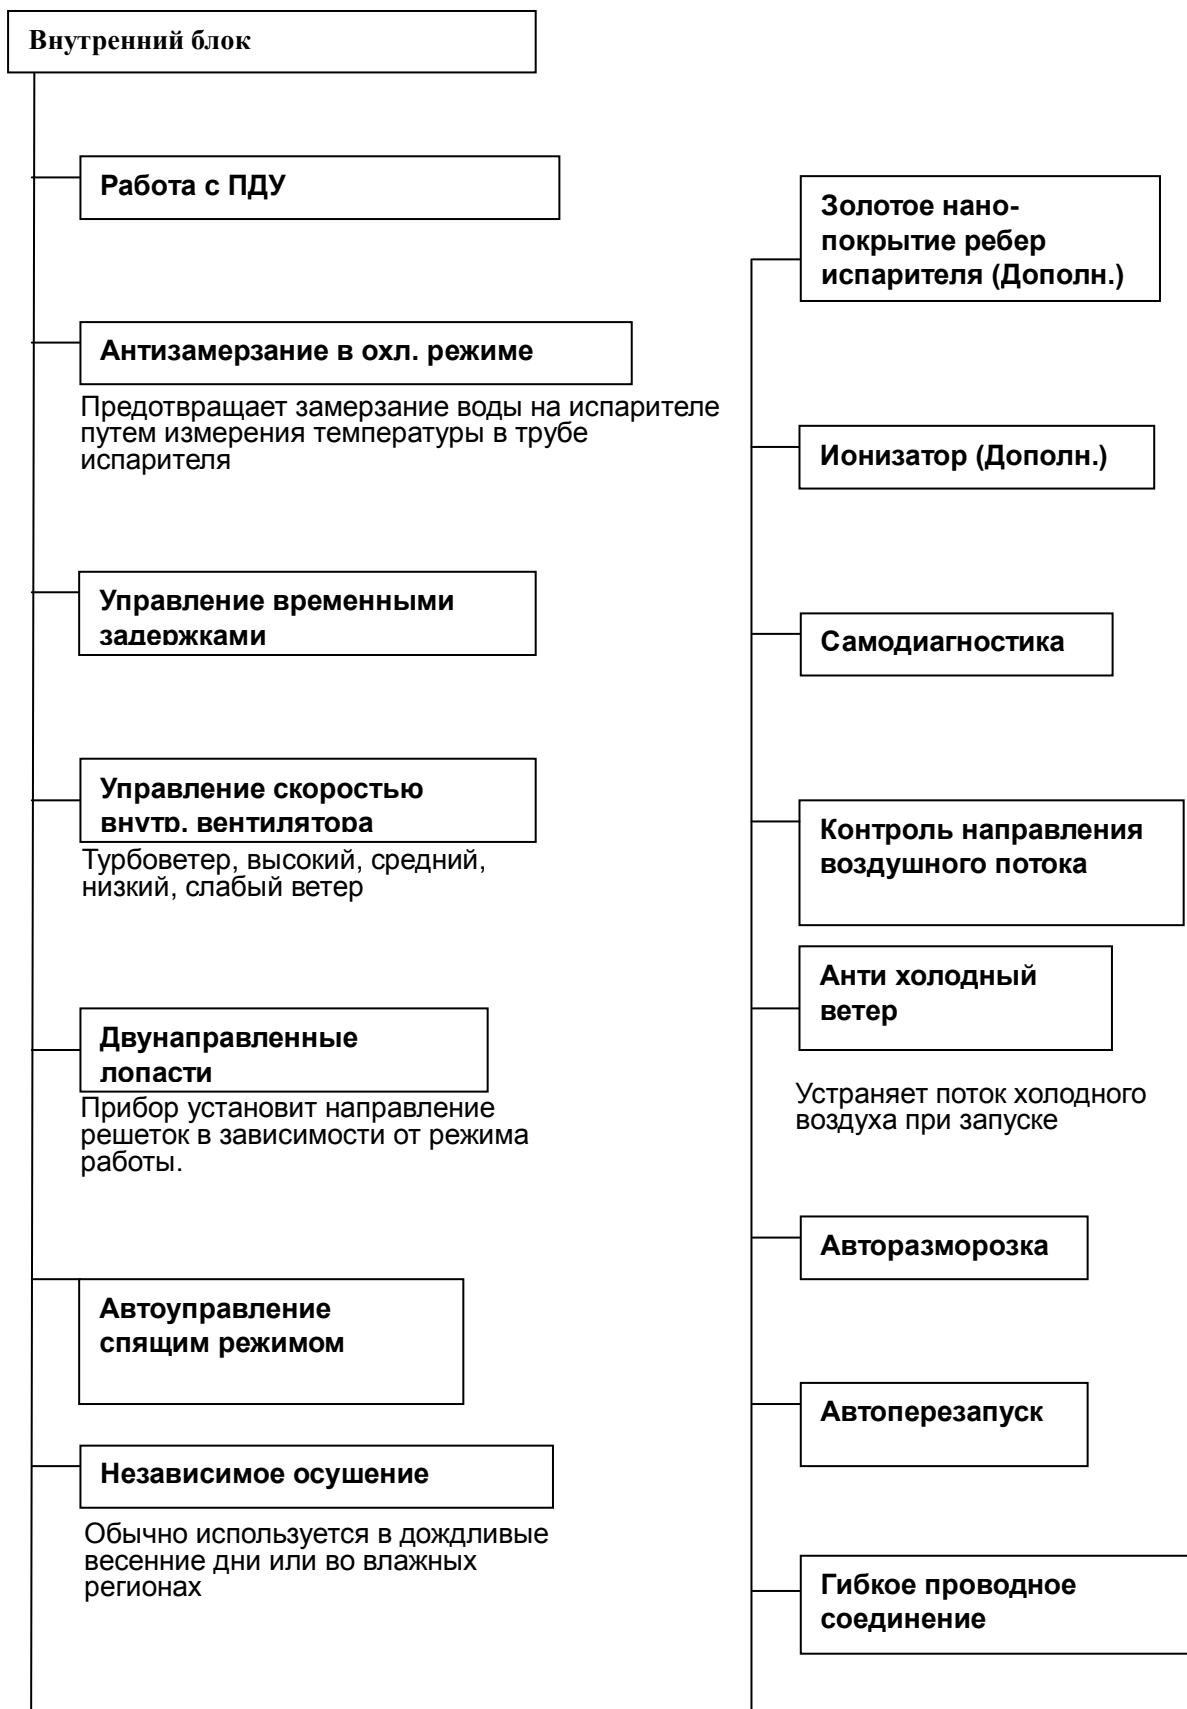 Внутренний блок
Работа с ПДУ
Антизамерзание в охл. режиме
Предотвращает замерзание воды на испарителе
путем измерения температуры в трубе
испарителя
Управление временными
задержками
Управление скоростью
внутр. вентилятора
Турбоветер, высокий, средний,
низкий, слабый ветер
Двунаправленные
лопасти
Прибор установит направление
решеток в зависимости от режима
работы.
Автоуправление
спящим режимом
Независимое осушение
Обычно используется в дождливые
весенние дни или во влажных
регионах
Золотое нано-
покрытие ребер
испарителя (Дополн.)
Ионизатор (Дополн.)
Самодиагностика
Контроль направления
воздушного потока
Анти холодный
ветер
Устраняет поток холодного
воздуха при запуске
Авторазморозка
Автоперезапуск
Гибкое проводное
соединение